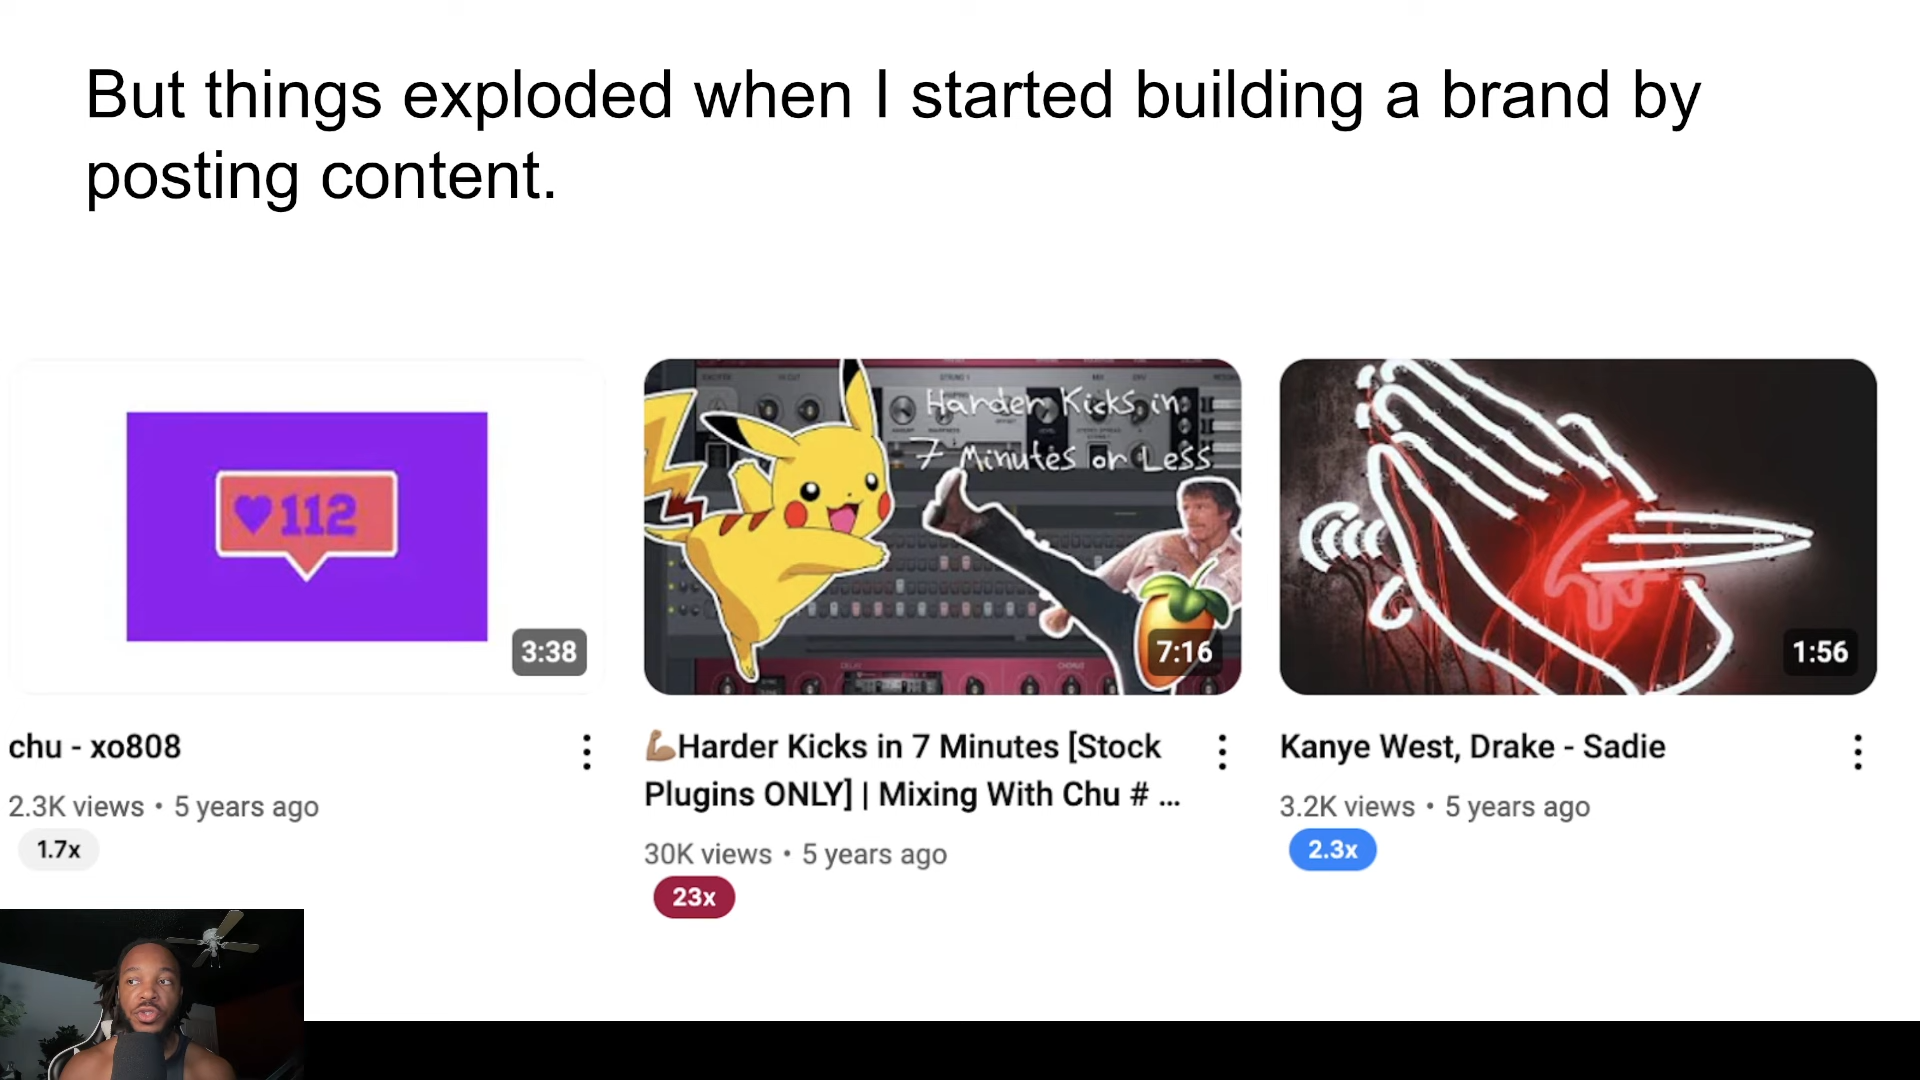 But things exploded when I started building a brand by
posting content.
112
3:38
Harder Kicks in
7 Minutes or Less
7:16
1:56
chu - xo808
2.3K views • 5 years ago
1.7x
💪🏽Harder Kicks in 7 Minutes [Stock
Plugins ONLY] | Mixing With Chu # ...
30K views • 5 years ago
23x
Kanye West, Drake - Sadie
3.2K views • 5 years ago
2.3x